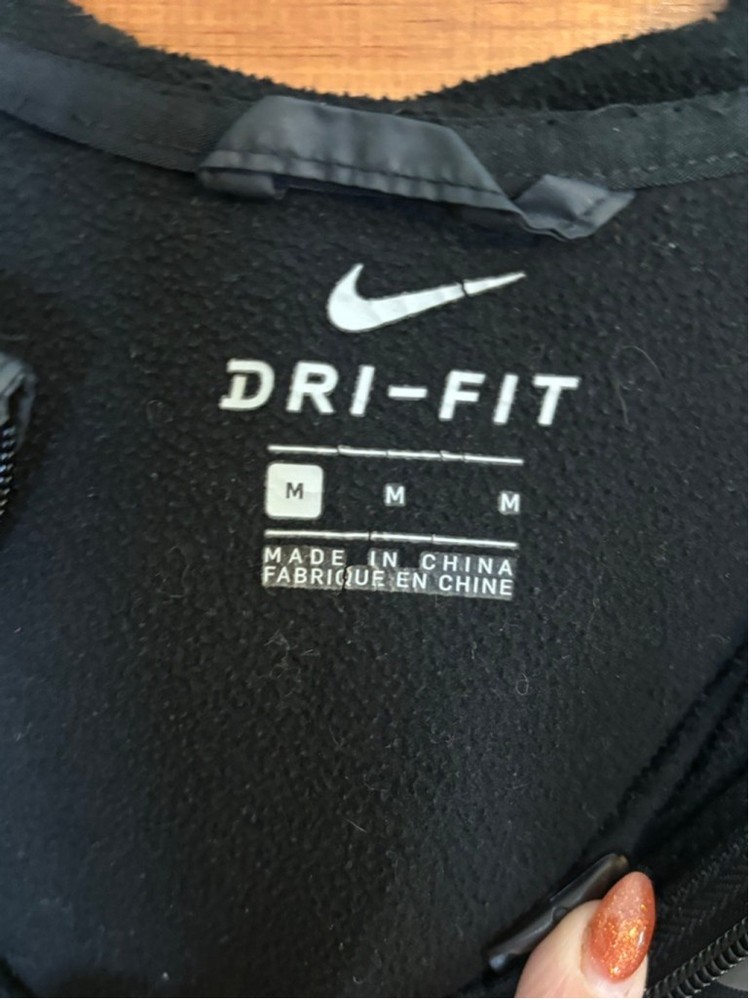 DRI-FIT
M M M
MADE IN CHINA
FABRIQUE EN CHINE